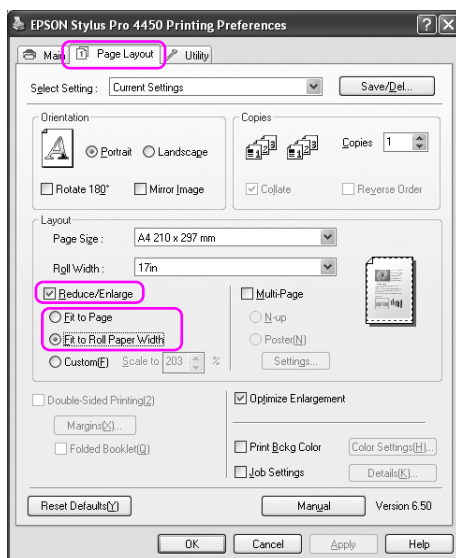 EPSON Stylus Pro 4450 Printing Preferences
Main Page Layout Utility
Select Setting : Current Settings Save/Del...
Orientation Copies
A Portrait Landscape Copies 1
Rotate 180° Mirror Image Collate Reverse Order
Layout
Page Size : A4 210 x 297 mm
Roll Width : 17in
Reduce/Enlarge Multi-Page
Fit to Page N-up
Fit to Roll Paper Width Poster(N)
Custom(F) Scale to 203 % Settings...
Double-Sided Printing(2) Optimize Enlargement
Margins(X)...
Folded Booklet(Q) Print Bckg Color Color Settings(H)...
Job Settings Details(K)...
Reset Defaults(Y) Manual Version 6.50
OK Cancel Apply Help